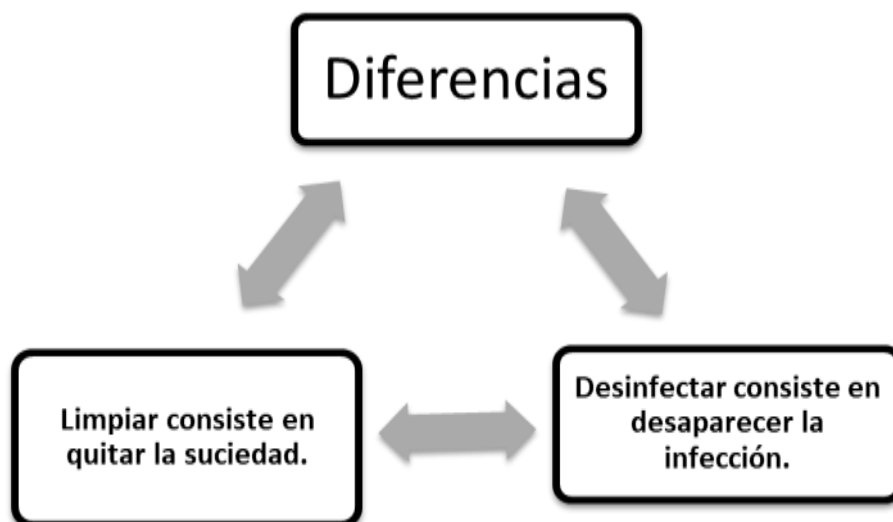 Diferencias
Limpiar consiste en
quitar la suciedad.
Desinfectar consiste en
desaparecer la
infección.